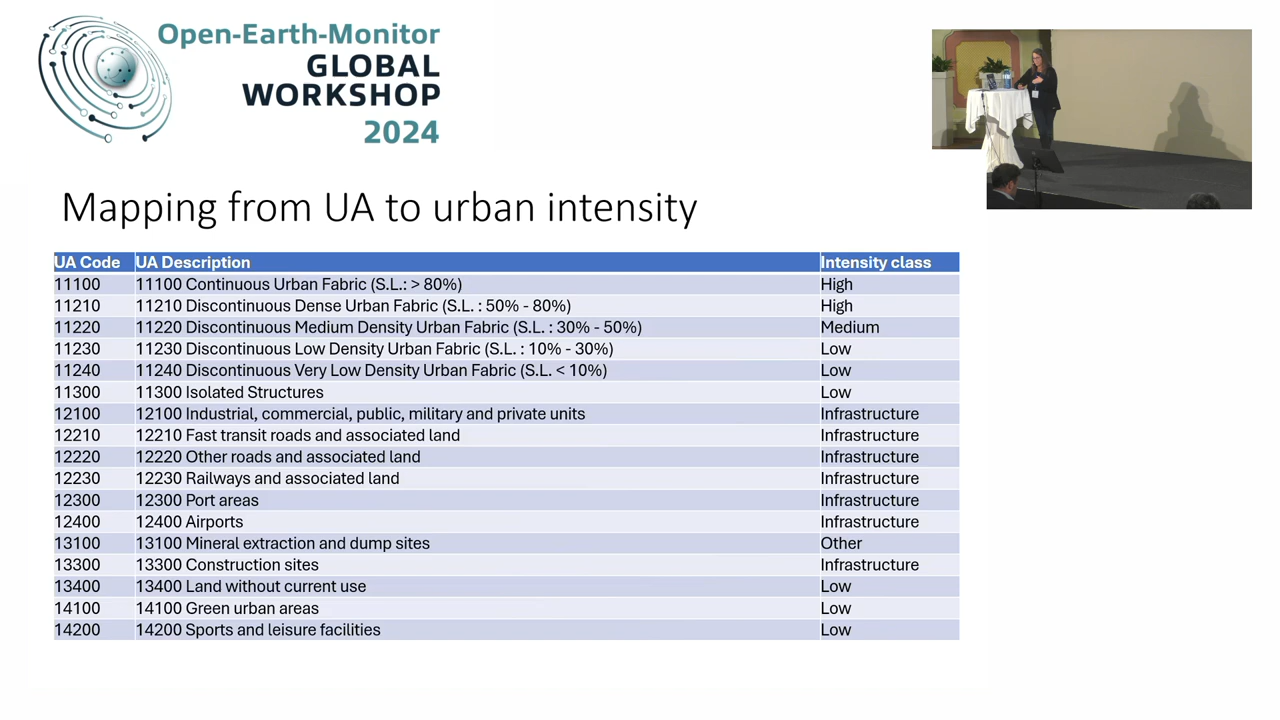 Open-Earth-Monitor
GLOBAL
WORKSHOP
2024
Mapping from UA to urban intensity
UA Code UA Description Intensity class
11100 11100 Continuous Urban Fabric (S.L.: > 80%) High
11210 11210 Discontinuous Dense Urban Fabric (S.L. : 50% - 80%) High
11220 11220 Discontinuous Medium Density Urban Fabric (S.L. : 30% - 50%) Medium
11230 11230 Discontinuous Low Density Urban Fabric (S.L. : 10% - 30%) Low
11240 11240 Discontinuous Very Low Density Urban Fabric (S.L. < 10%) Low
11300 11300 Isolated Structures Low
12100 12100 Industrial, commercial, public, military and private units Infrastructure
12210 12210 Fast transit roads and associated land Infrastructure
12220 12220 Other roads and associated land Infrastructure
12230 12230 Railways and associated land Infrastructure
12300 12300 Port areas Infrastructure
12400 12400 Airports Infrastructure
13100 13100 Mineral extraction and dump sites Other
13300 13300 Construction sites Infrastructure
13400 13400 Land without current use Low
14100 14100 Green urban areas Low
14200 14200 Sports and leisure facilities Low